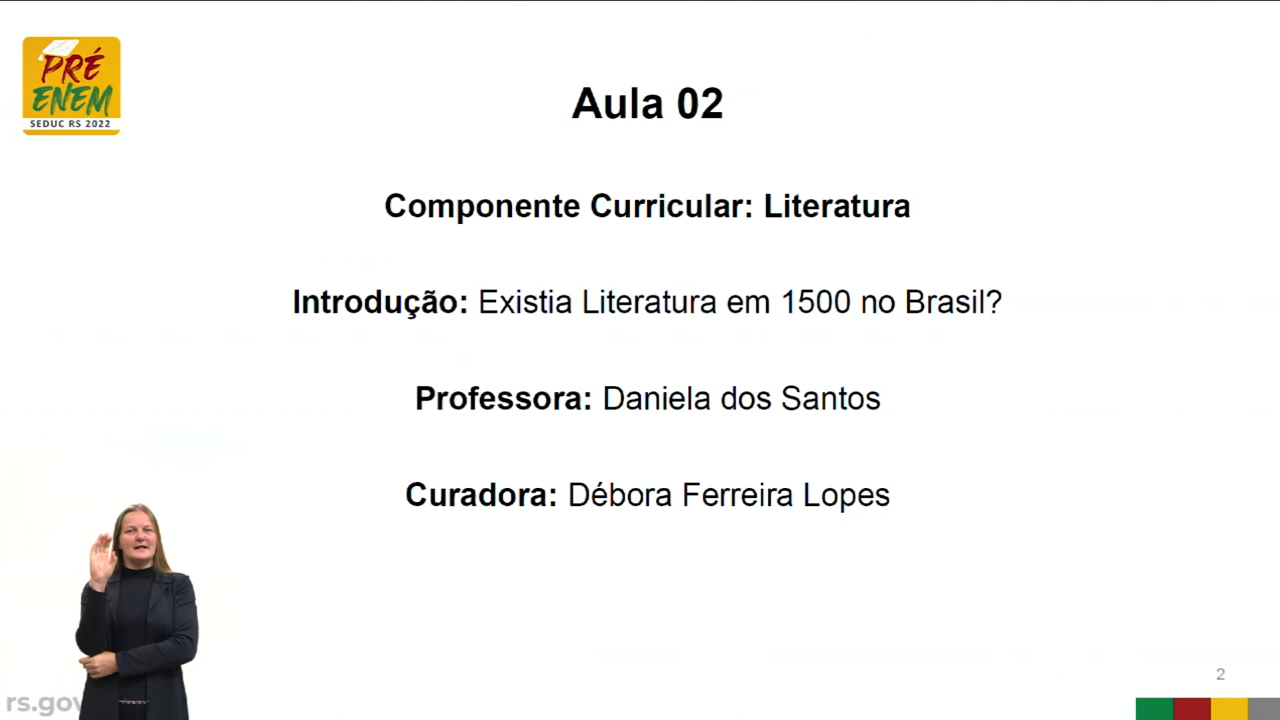 PRÉ
ENEM
SEDUC RS 2022
Aula 02
Componente Curricular: Literatura
Introdução: Existia Literatura em 1500 no Brasil?
Professora: Daniela dos Santos
Curadora: Débora Ferreira Lopes
2
rs.gov